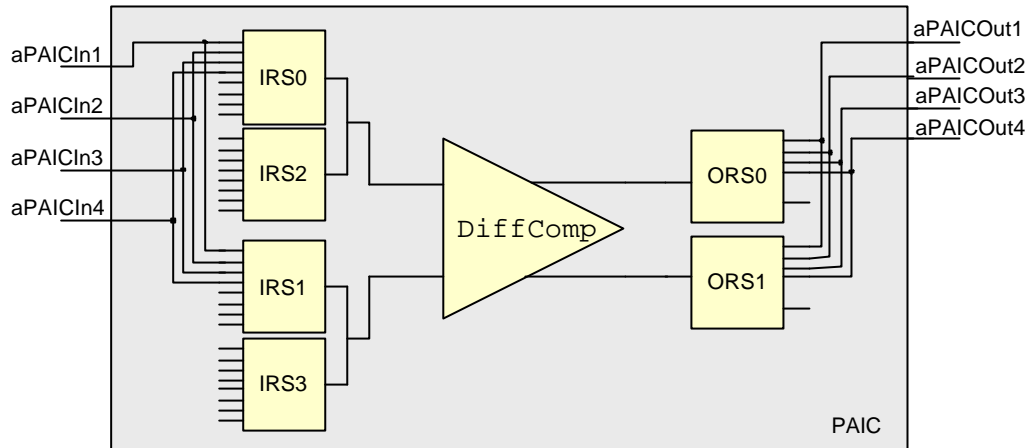 aPAICIn1
aPAICIn2
aPAICIn3
aPAICIn4
IRS0
IRS2
IRS1
IRS3
DiffComp
ORS0
ORS1
aPAICOut1
aPAICOut2
aPAICOut3
aPAICOut4
PAIC